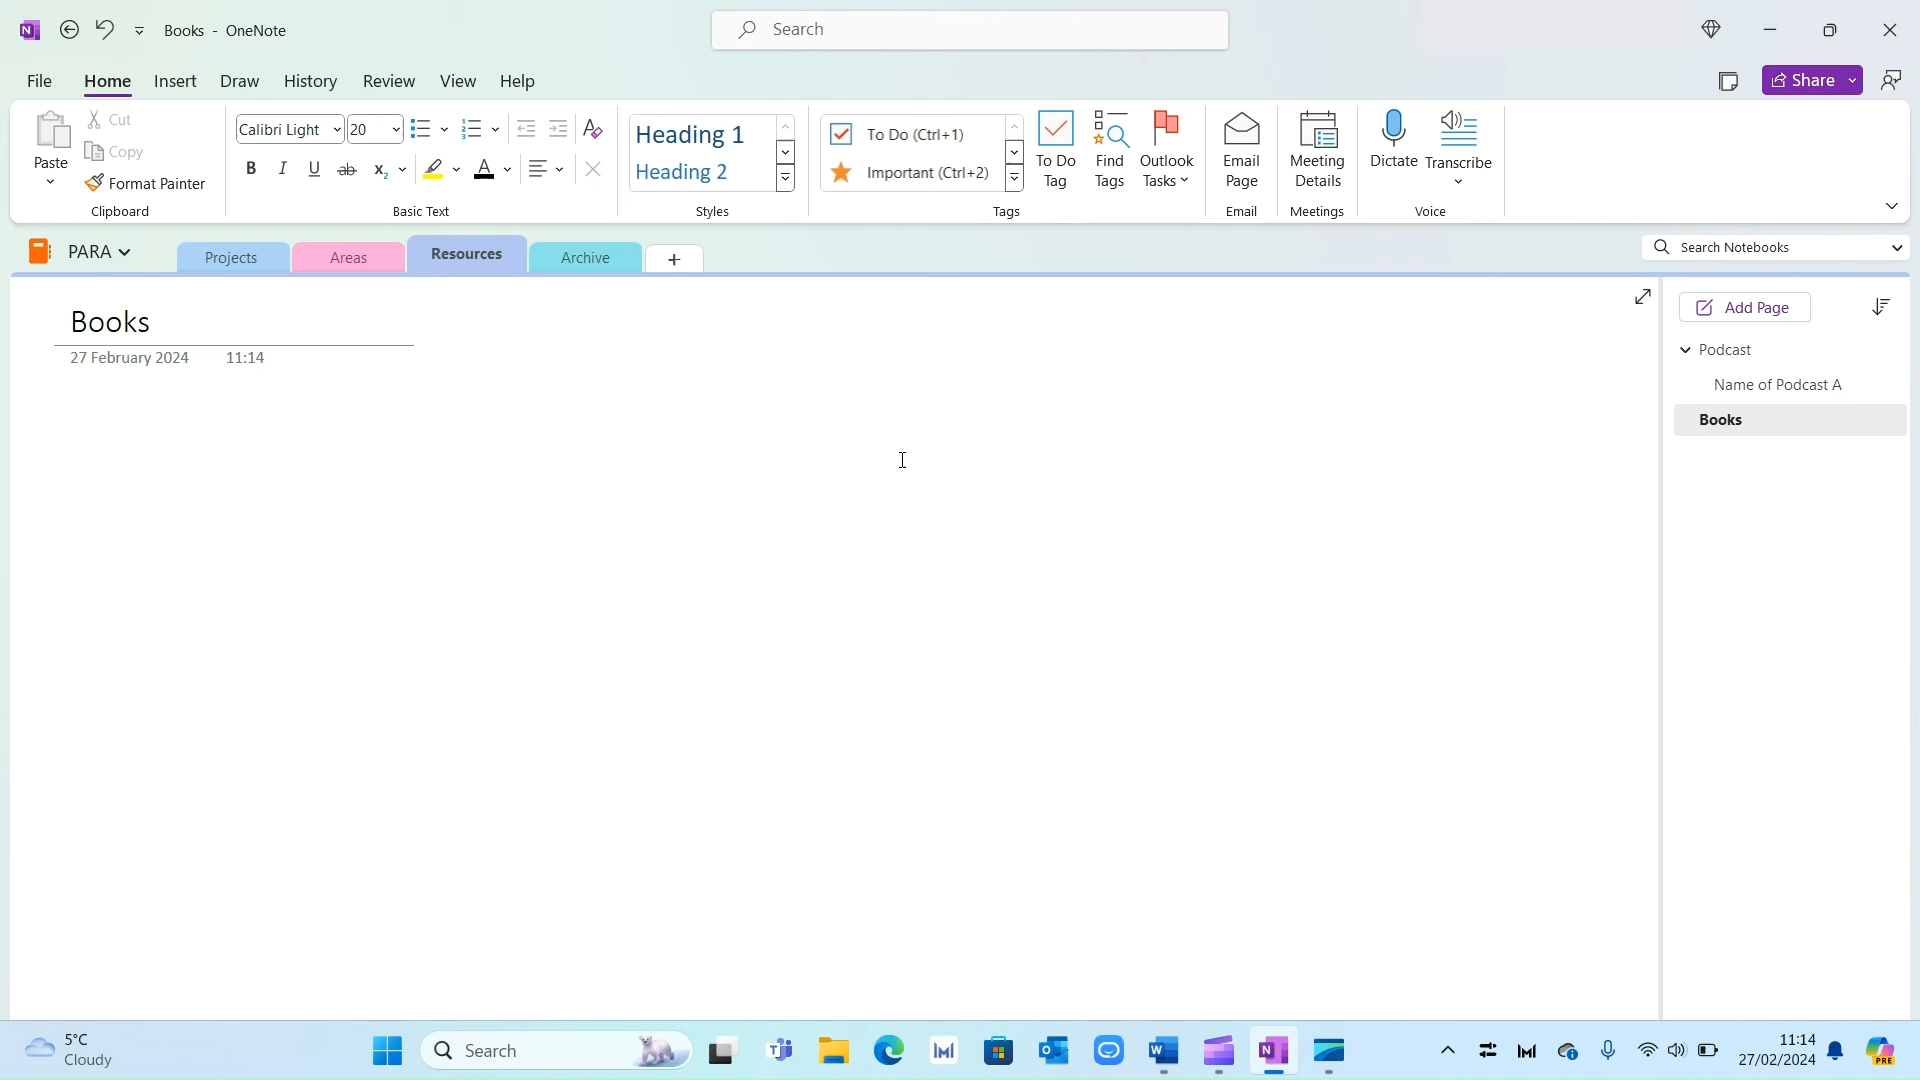 Books - OneNote
Search
File Home Insert Draw History Review View Help
Share
Paste
Cut
Copy
Format Painter
Clipboard
Calibri Light 20
Basic Text
Heading 1
Heading 2
Styles
To Do (Ctrl+1)
Important (Ctrl+2)
To Do
Tag
Find
Tags
Outlook
Tasks
Tags
Email
Page
Email
Meeting
Details
Meetings
Dictate
Transcribe
Voice
PARA
Projects
Areas
Resources
Archive
Search Notebooks
Books
27 February 2024 11:14
Add Page
Podcast
Name of Podcast A
Books
5°C
Cloudy
Search
11:14
27/02/2024
PRE